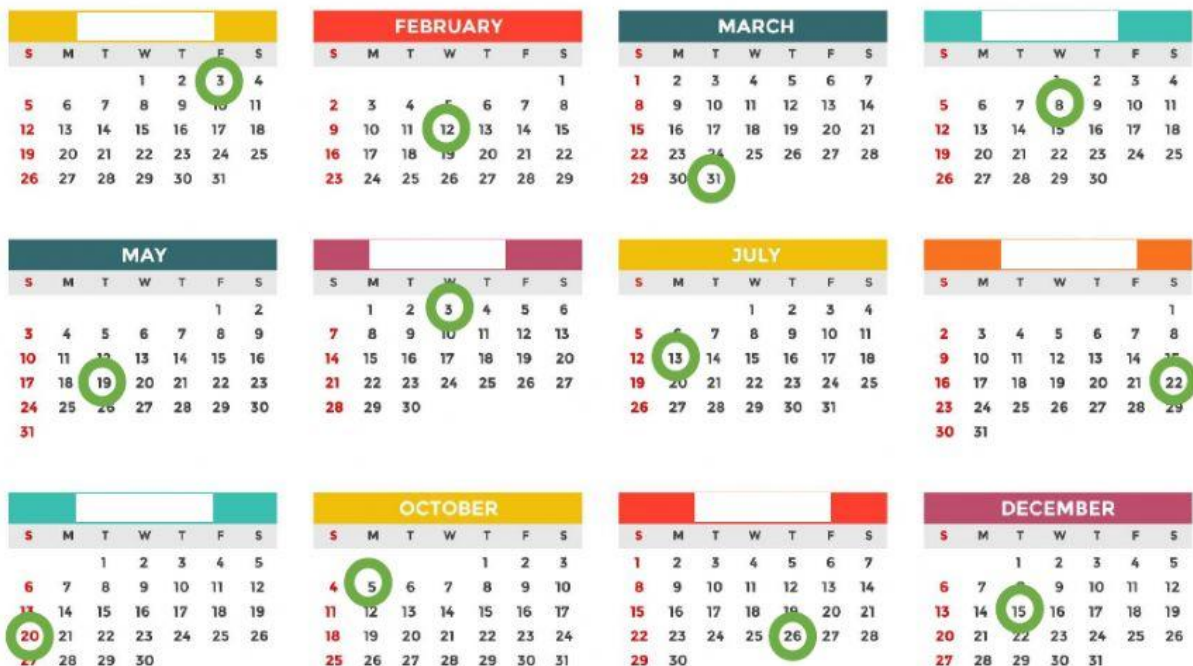 S M T W T F S
1 2 3 4
5 6 7 8 9 10 11
12 13 14 15 16 17 18
19 20 21 22 23 24 25
26 27 28 29 30 31
FEBRUARY
S M T W T F S
1
2 3 4 5 6 7 8
9 10 11 12 13 14 15
16 17 18 19 20 21 22
23 24 25 26 27 28 29
MARCH
S M T W T F S
1 2 3 4 5 6 7
8 9 10 11 12 13 14
15 16 17 18 19 20 21
22 23 24 25 26 27 28
29 30 31
S M T W T F S
1 2 3 4
5 6 7 8 9 10 11
12 13 14 15 16 17 18
19 20 21 22 23 24 25
26 27 28 29 30
MAY
S M T W T F S
1 2
3 4 5 6 7 8 9
10 11 12 13 14 15 16
17 18 19 20 21 22 23
24 25 26 27 28 29 30
31
S M T W T F S
1 2 3 4 5 6
7 8 9 10 11 12 13
14 15 16 17 18 19 20
21 22 23 24 25 26 27
28 29 30
JULY
S M T W T F S
1 2 3 4
5 6 7 8 9 10 11
12 13 14 15 16 17 18
19 20 21 22 23 24 25
26 27 28 29 30 31
S M T W T F S
1
2 3 4 5 6 7 8
9 10 11 12 13 14 15
16 17 18 19 20 21 22
23 24 25 26 27 28 29
30 31
S M T W T F S
1 2 3 4 5
6 7 8 9 10 11 12
13 14 15 16 17 18 19
20 21 22 23 24 25 26
27 28 29 30
OCTOBER
S M T W T F S
1 2 3
4 5 6 7 8 9 10
11 12 13 14 15 16 17
18 19 20 21 22 23 24
25 26 27 28 29 30 31
S M T W T F S
1 2 3 4 5 6 7
8 9 10 11 12 13 14
15 16 17 18 19 20 21
22 23 24 25 26 27 28
29 30
DECEMBER
S M T W T F S
1 2 3 4 5
6 7 8 9 10 11 12
13 14 15 16 17 18 19
20 21 22 23 24 25 26
27 28 29 30 31